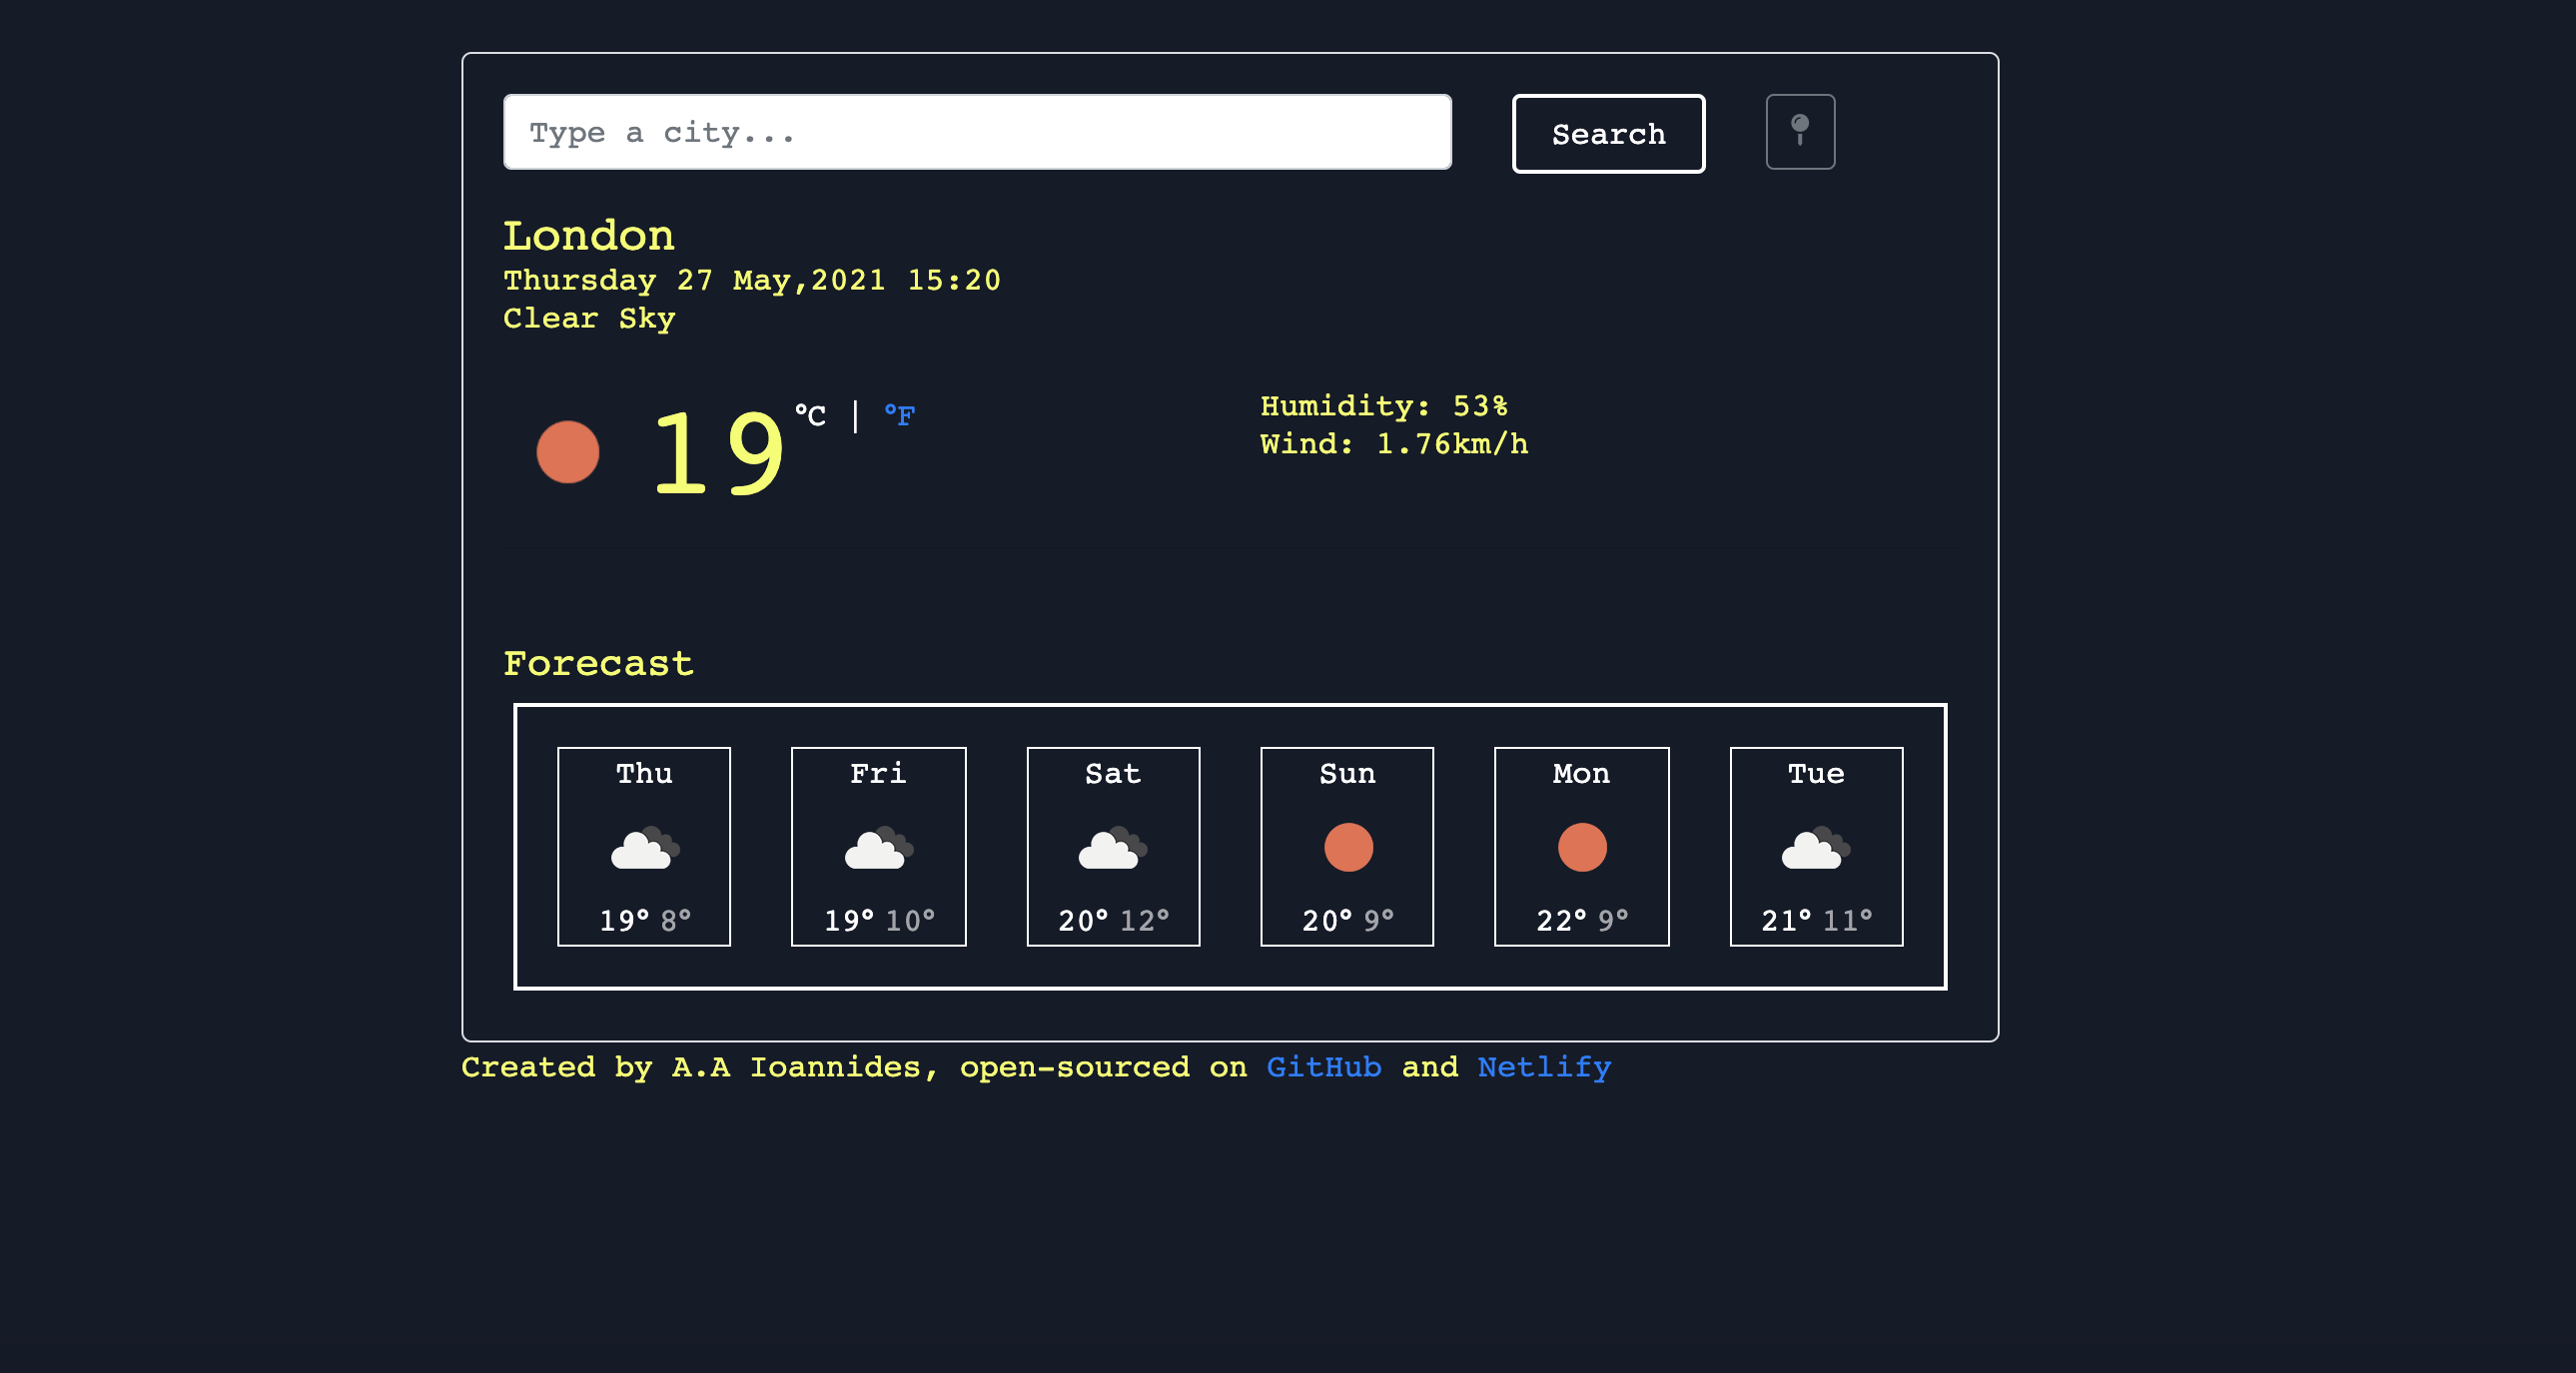 Type a city...
Search
London
Thursday 27 May,2021 15:20
Clear Sky
19 °C | °F
Humidity: 53%
Wind: 1.76km/h
Forecast
Thu Fri Sat Sun Mon Tue
19° 8° 19° 10° 20° 12° 20° 9° 22° 9° 21° 11°
Created by A.A Ioannides, open-sourced on GitHub and Netlify